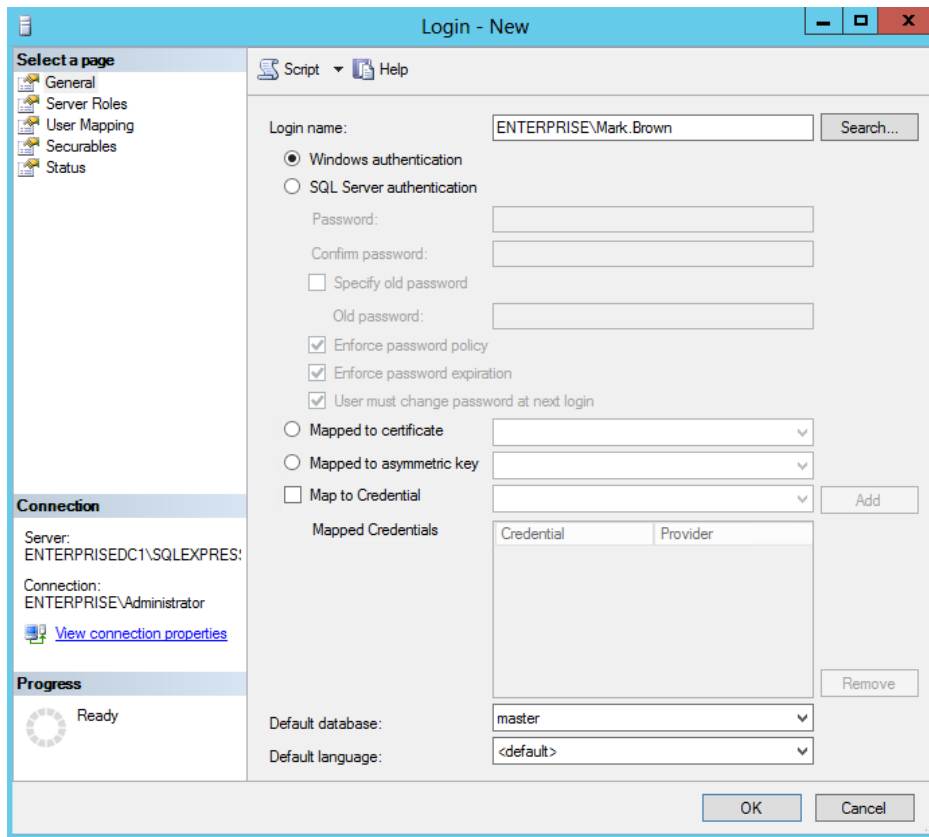 Login - New
Select a page
General
Server Roles
User Mapping
Securables
Status
Script Help
Login name: ENTERPRISE\Mark.Brown Search...
Windows authentication
SQL Server authentication
Password:
Confirm password:
Specify old password
Old password:
Enforce password policy
Enforce password expiration
User must change password at next login
Mapped to certificate
Mapped to asymmetric key
Map to Credential Add
Mapped Credentials Credential Provider
Remove
Default database: master
Default language: <default>
Connection
Server:
ENTERPRISEDC1\SQLEXPRES
Connection:
ENTERPRISE\Administrator
View connection properties
Progress
Ready
OK Cancel